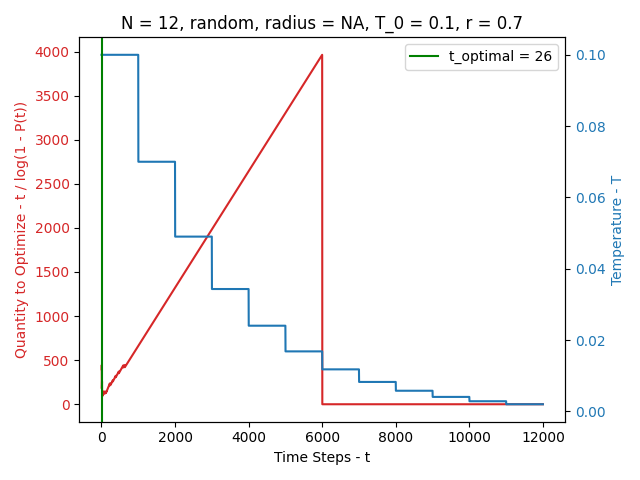 N = 12, random, radius = NA, T_0 = 0.1, r = 0.7
t_optimal = 26
Quantity to Optimize - t / log(1 - P(t))
4000
3500
3000
2500
2000
1500
1000
500
0
0.10
0.08
0.06
0.04
0.02
0.00
Temperature - T
0 2000 4000 6000 8000 10000 12000
Time Steps - t